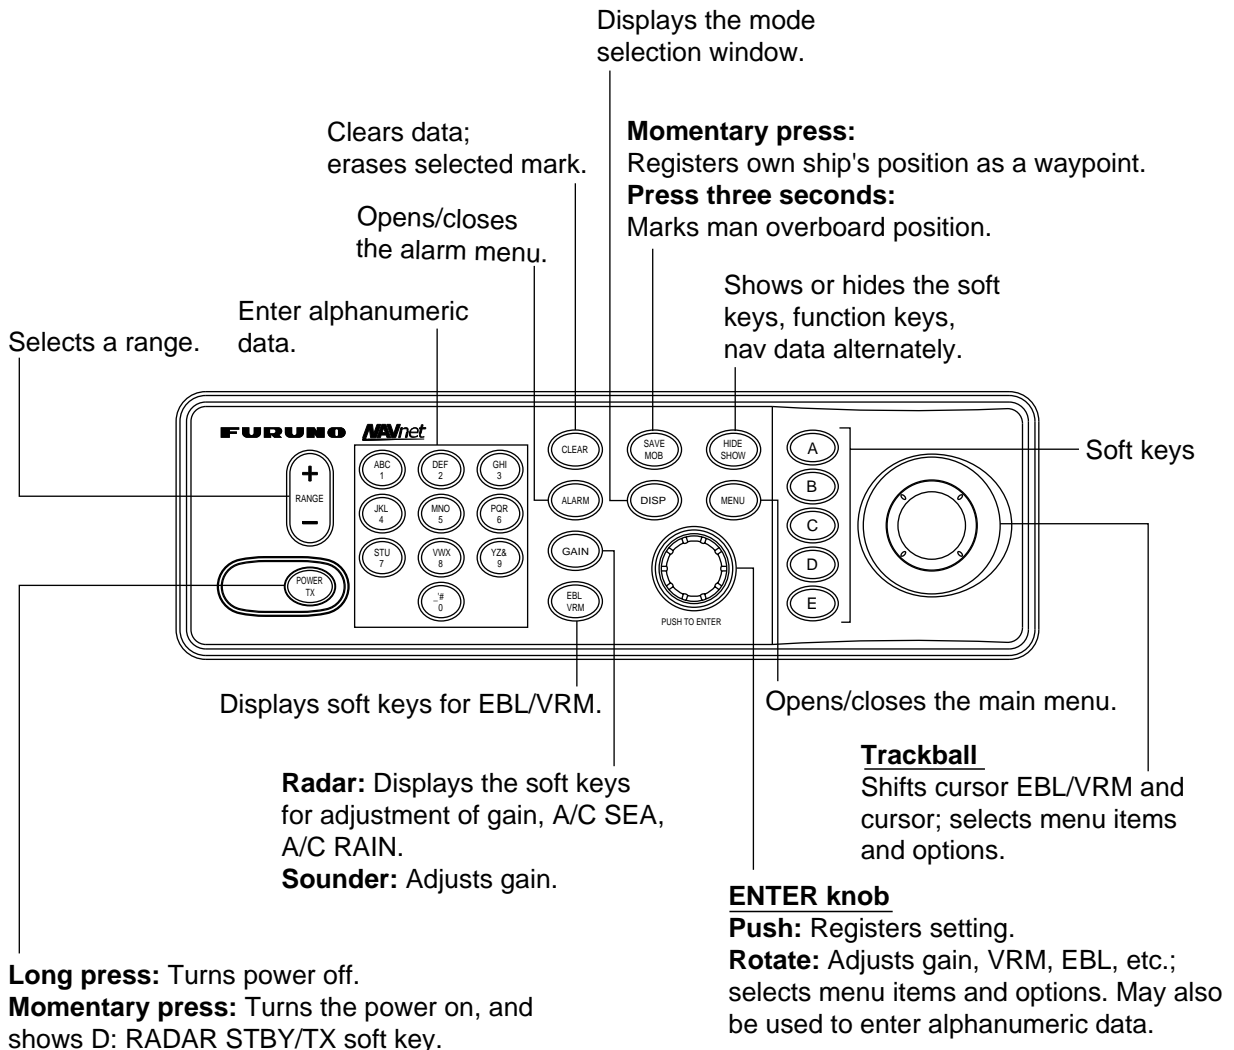 Displays the mode
selection window.
Clears data;
erases selected mark.
Momentary press:
Registers own ship's position as a waypoint.
Press three seconds:
Marks man overboard position.
Opens/closes
the alarm menu.
Shows or hides the soft
keys, function keys,
nav data alternately.
Enter alphanumeric
data.
Selects a range.
FURUNO NAVnet
+
RANGE
−
POWER
TX
ABC
1
DEF
2
GHI
3
JKL
4
MNO
5
PQR
6
STU
7
VWX
8
YZ&
9
_'#
0
CLEAR
ALARM
GAIN
EBL
VRM
SAVE
MOB
HIDE
SHOW
DISP
MENU
PUSH TO ENTER
A
B
C
D
E
Soft keys
Displays soft keys for EBL/VRM.
Opens/closes the main menu.
Radar: Displays the soft keys
for adjustment of gain, A/C SEA,
A/C RAIN.
Sounder: Adjusts gain.
Trackball
Shifts cursor EBL/VRM and
cursor; selects menu items
and options.
ENTER knob
Push: Registers setting.
Rotate: Adjusts gain, VRM, EBL, etc.;
selects menu items and options. May also
be used to enter alphanumeric data.
Long press: Turns power off.
Momentary press: Turns the power on, and
shows D: RADAR STBY/TX soft key.